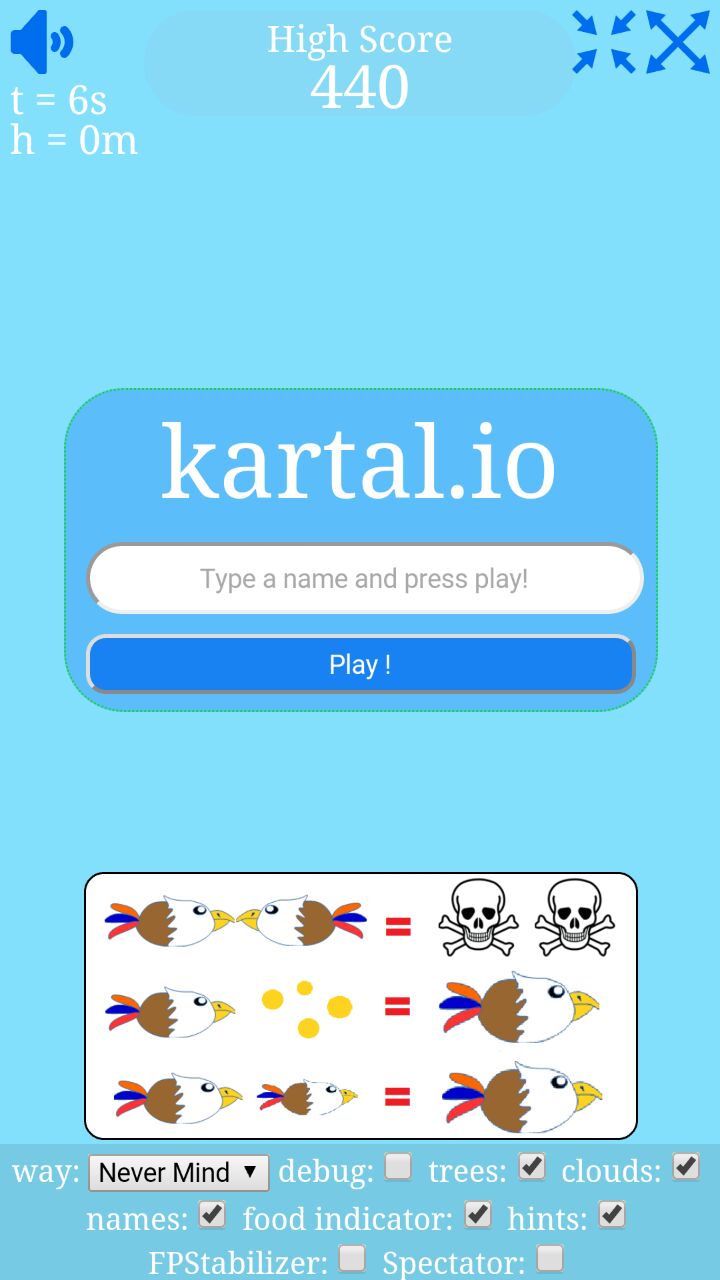 High Score
440
t = 6s
h = 0m
kartal.io
Type a name and press play!
Play !
way: Never Mind debug: trees: clouds:
names: food indicator: hints:
FPStabilizer: Spectator: